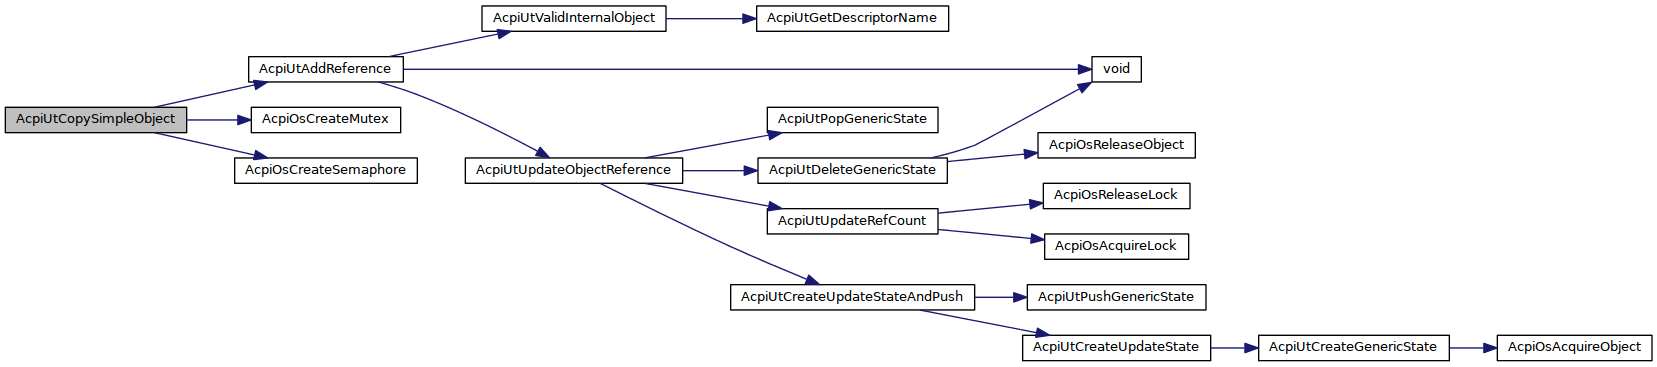 AcpiUtValidInternalObject
AcpiUtGetDescriptorName
AcpiUtAddReference
void
AcpiUtCopySimpleObject
AcpiOsCreateMutex
AcpiUtPopGenericState
AcpiOsReleaseObject
AcpiOsCreateSemaphore
AcpiUtUpdateObjectReference
AcpiUtDeleteGenericState
AcpiOsReleaseLock
AcpiUtUpdateRefCount
AcpiOsAcquireLock
AcpiUtCreateUpdateStateAndPush
AcpiUtPushGenericState
AcpiUtCreateUpdateState
AcpiUtCreateGenericState
AcpiOsAcquireObject